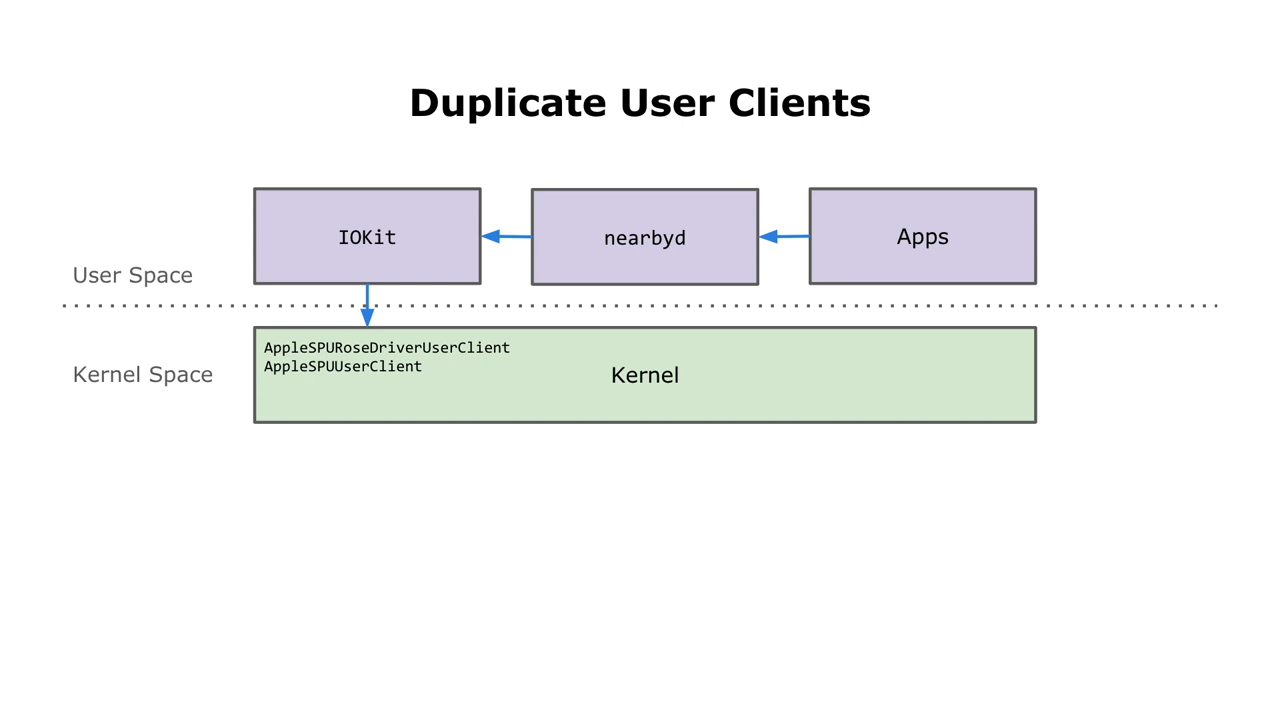 Duplicate User Clients
IOKit
nearbyd
Apps
User Space
AppleSPURoseDriverUserClient
AppleSPUUserClient
Kernel Space
Kernel